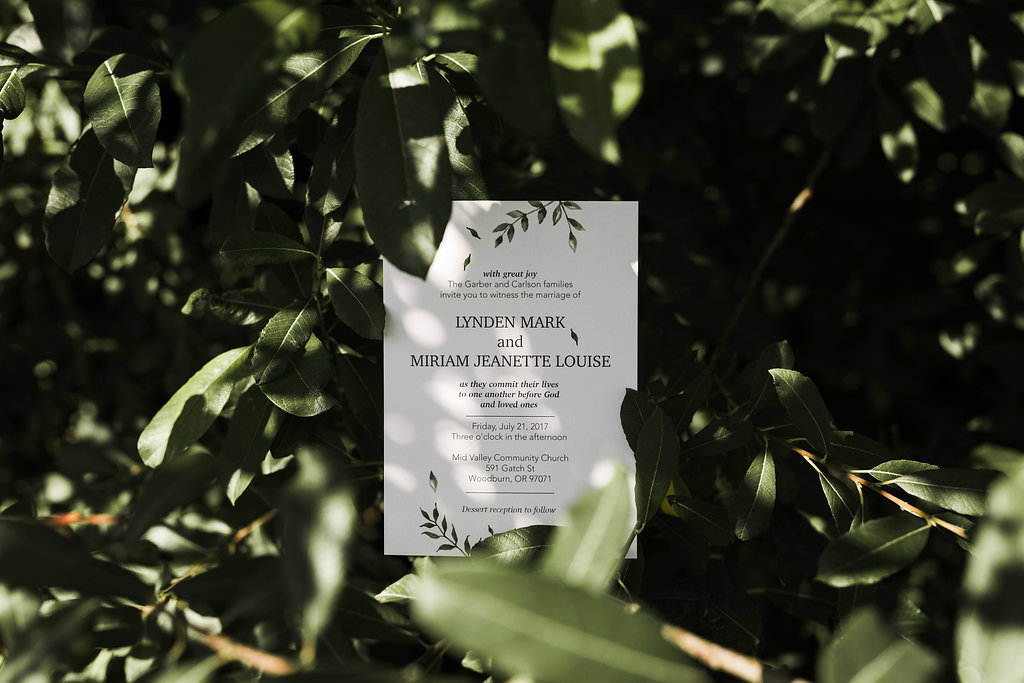 with great joy
The Garber and Carlson families
invite you to witness the marriage of
LYNDEN MARK
and
MIRIAM JEANETTE LOUISE
as they commit their lives
to one another before God
and loved ones
Friday, July 21, 2017
Three o'clock in the afternoon
Mid Valley Community Church
591 Gatch St
Woodburn, OR 97071
Dessert reception to follow